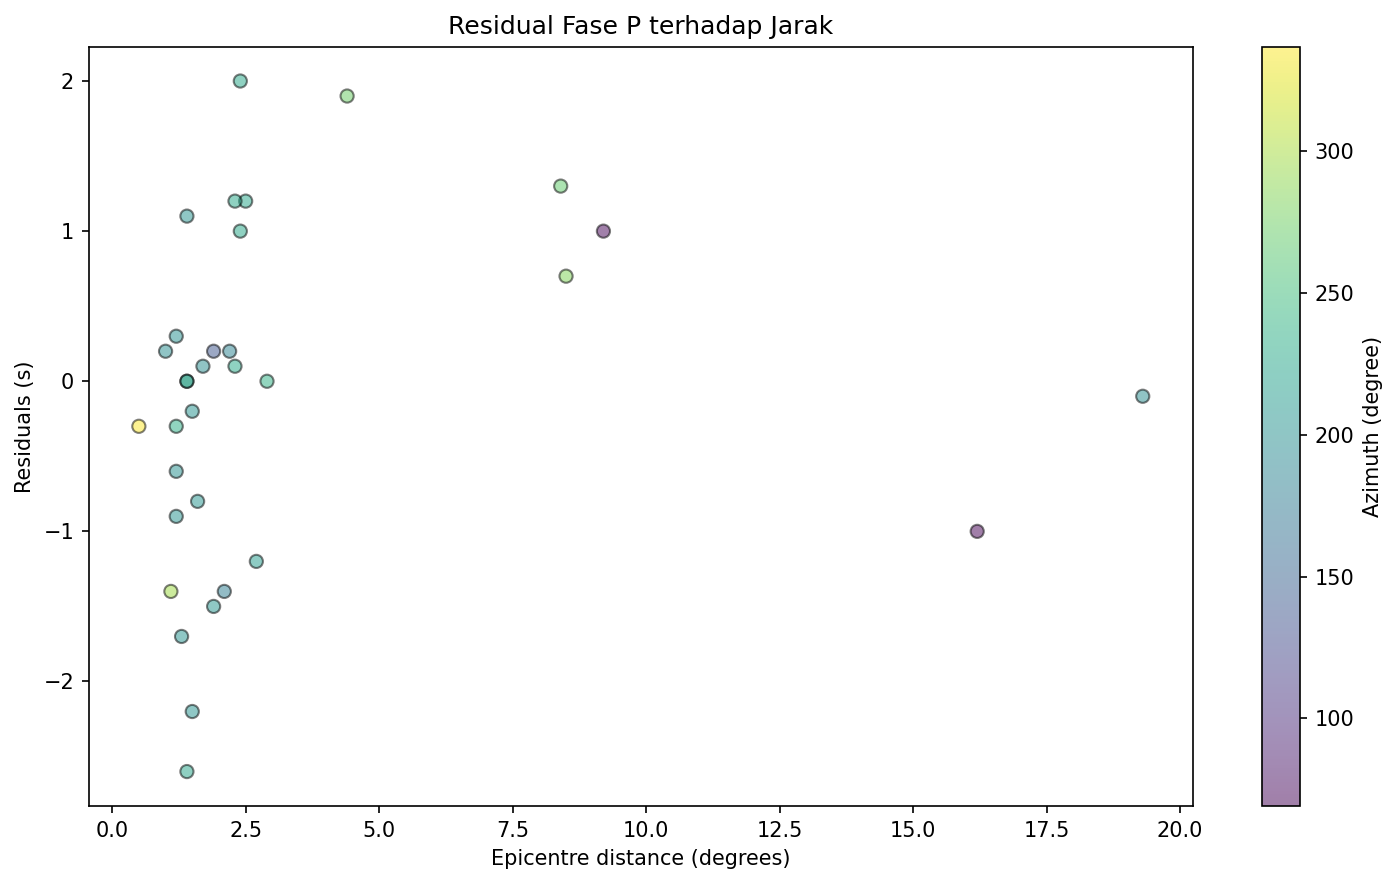 Residual Fase P terhadap Jarak
2
1
0
−1
−2
Residuals (s)
0.0 2.5 5.0 7.5 10.0 12.5 15.0 17.5 20.0
Epicentre distance (degrees)
300
250
200
150
100
Azimuth (degree)